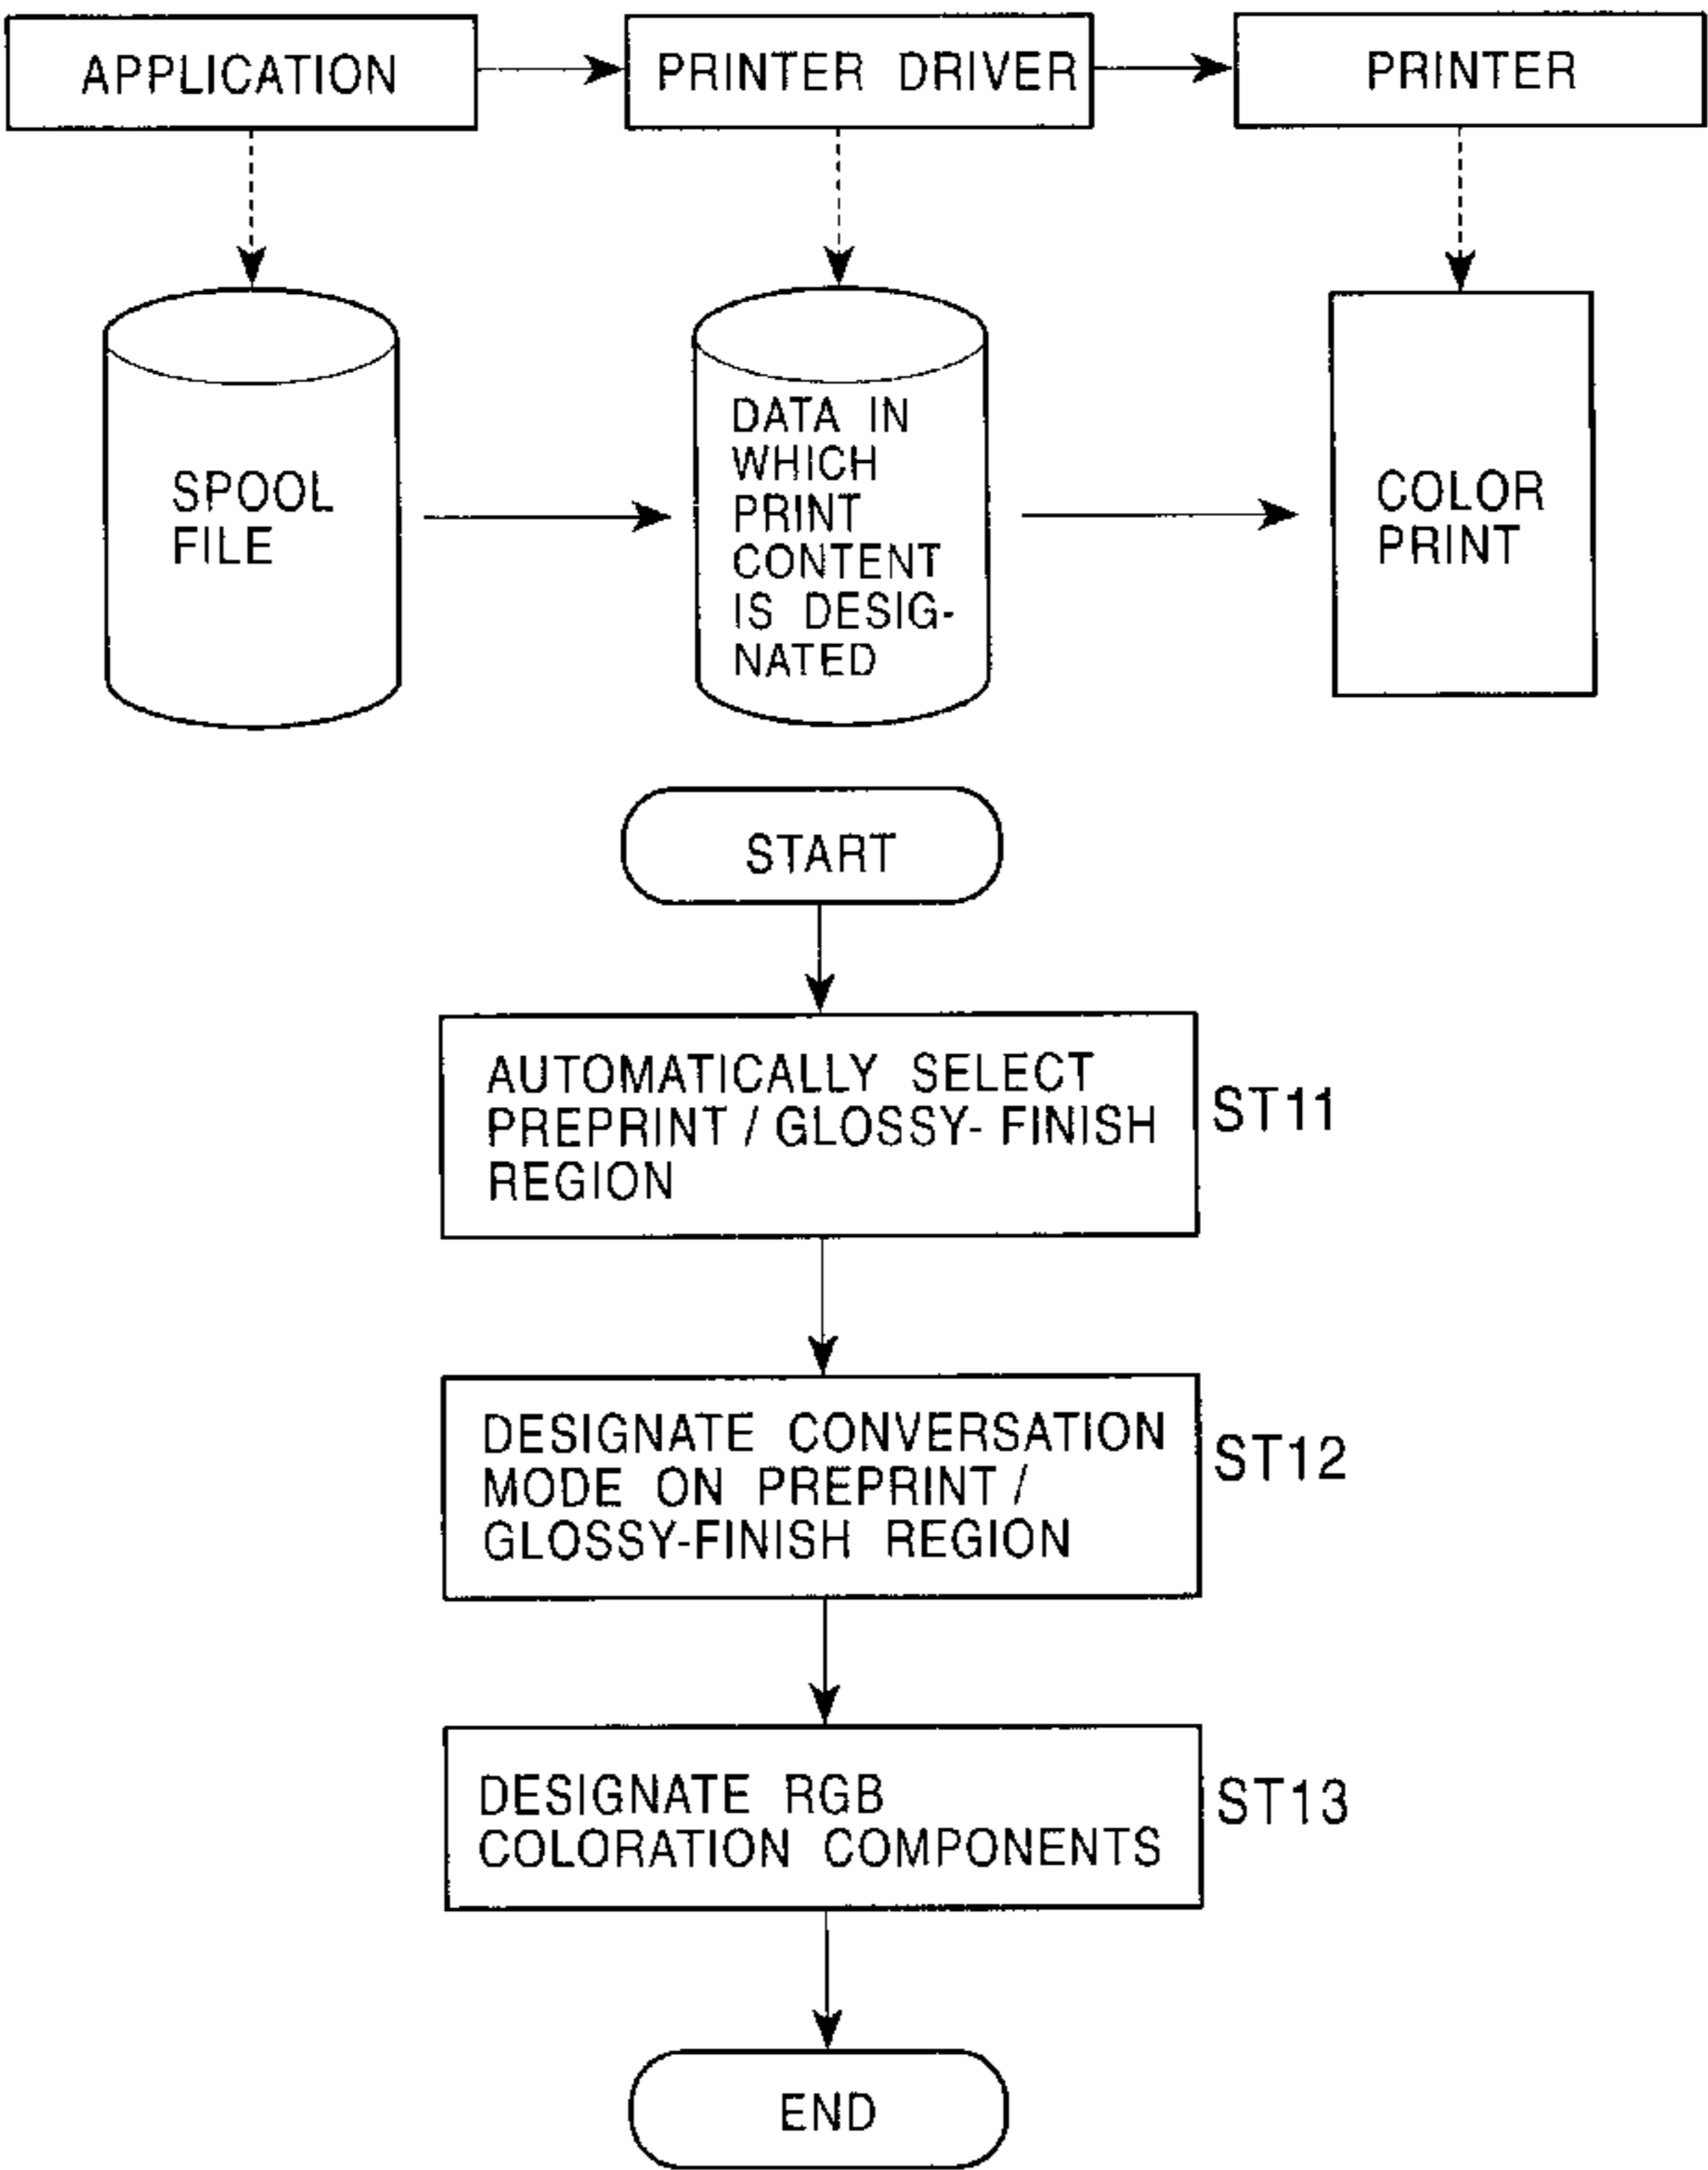 APPLICATION
PRINTER DRIVER
PRINTER
SPOOL
FILE
DATA IN
WHICH
PRINT
CONTENT
IS DESIG-
NATED
COLOR
PRINT
START
AUTOMATICALLY SELECT
PREPRINT / GLOSSY- FINISH
REGION
ST11
DESIGNATE CONVERSATION
MODE ON PREPRINT /
GLOSSY-FINISH REGION
ST12
DESIGNATE RGB
COLORATION COMPONENTS
ST13
END